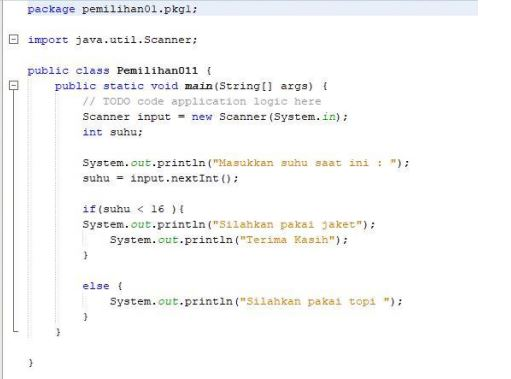 package pemilihan01.pkg1;
import java.util.Scanner;
public class Pemilihan011 {
public static void main(String[] args) {
// TODO code application logic here
Scanner input = new Scanner(System.in);
int suhu;
System.out.println("Masukkan suhu saat ini : ");
suhu = input.nextInt();
if(suhu < 16 ){
System.out.println("Silahkan pakai jaket");
System.out.println("Terima Kasih");
}
else {
System.out.println("Silahkan pakai topi ");
}
}
}